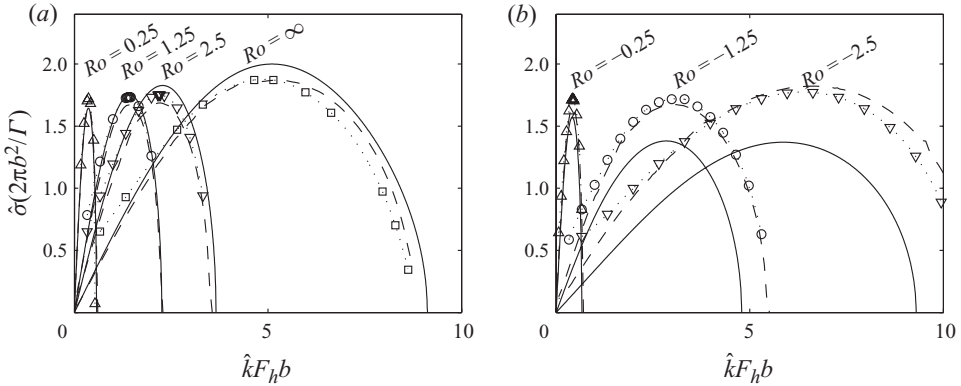 (a)
(b)
Ro = 0.25
Ro = 1.25
Ro = 2.5
Ro = ∞
Ro = −0.25
Ro = −1.25
Ro = −2.5
2.0
1.5
1.0
0.5
σ̂(2πb²/Γ)
0
5
10
k̂F_h b
2.0
1.5
1.0
0.5
0
5
10
k̂F_h b